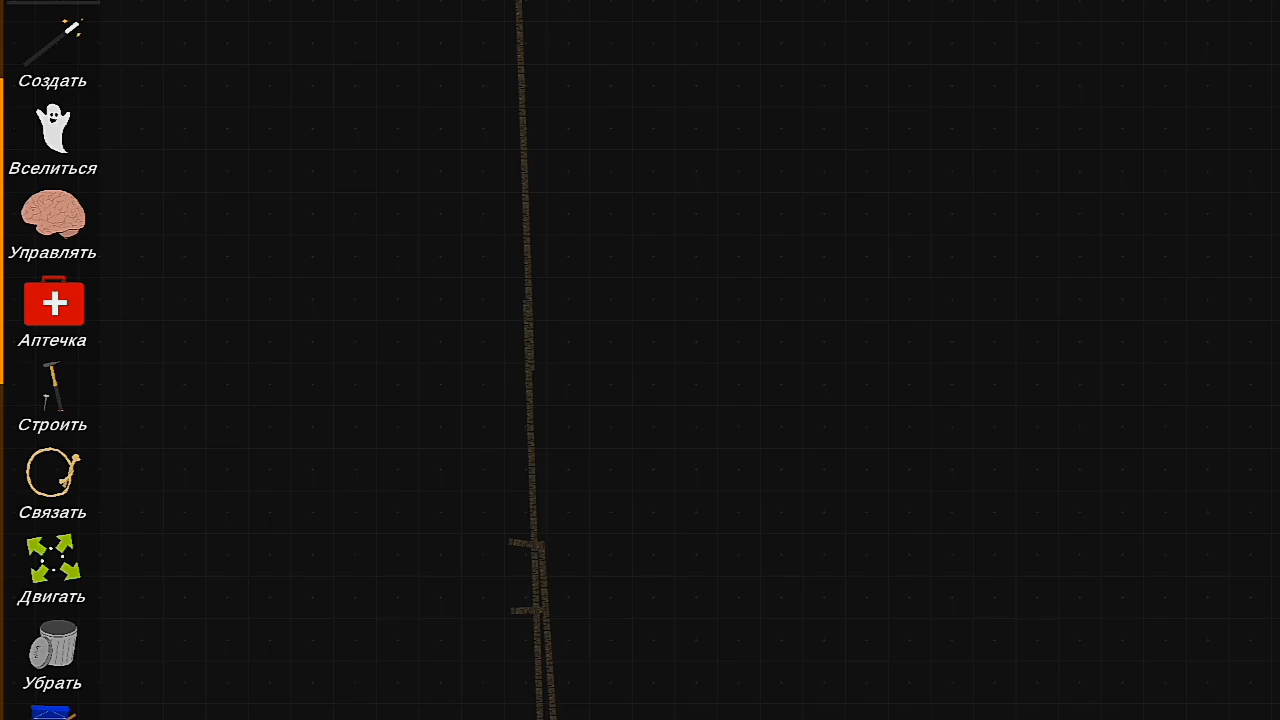 Создать
Вселиться
Управлять
Аптечка
Строить
Связать
Двигать
Убрать